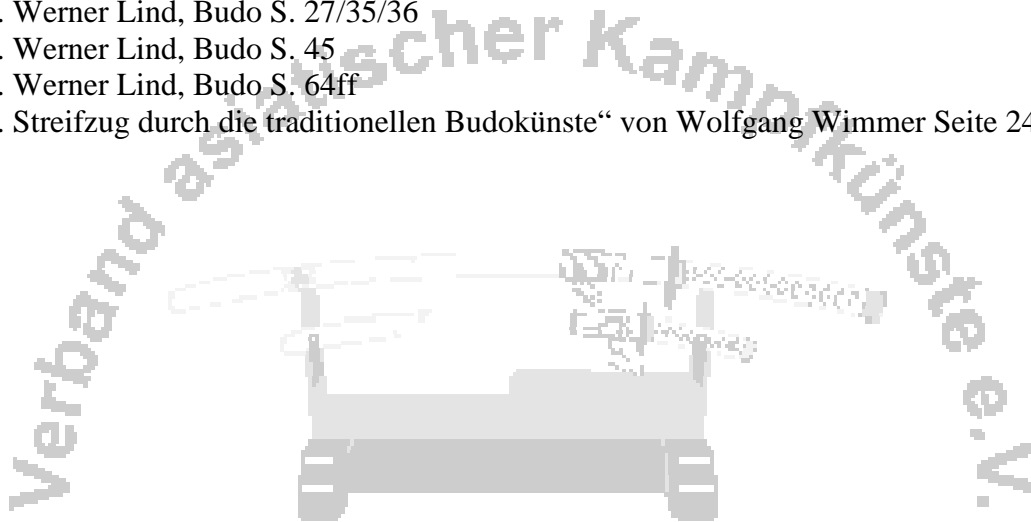 . Werner Lind, Budo S. 27/35/36
. Werner Lind, Budo S. 45
. Werner Lind, Budo S. 64ff
. Streifzug durch die traditionellen Budokünste“ von Wolfgang Wimmer Seite 24
Verband asiatischer Kampfkünste e.V.